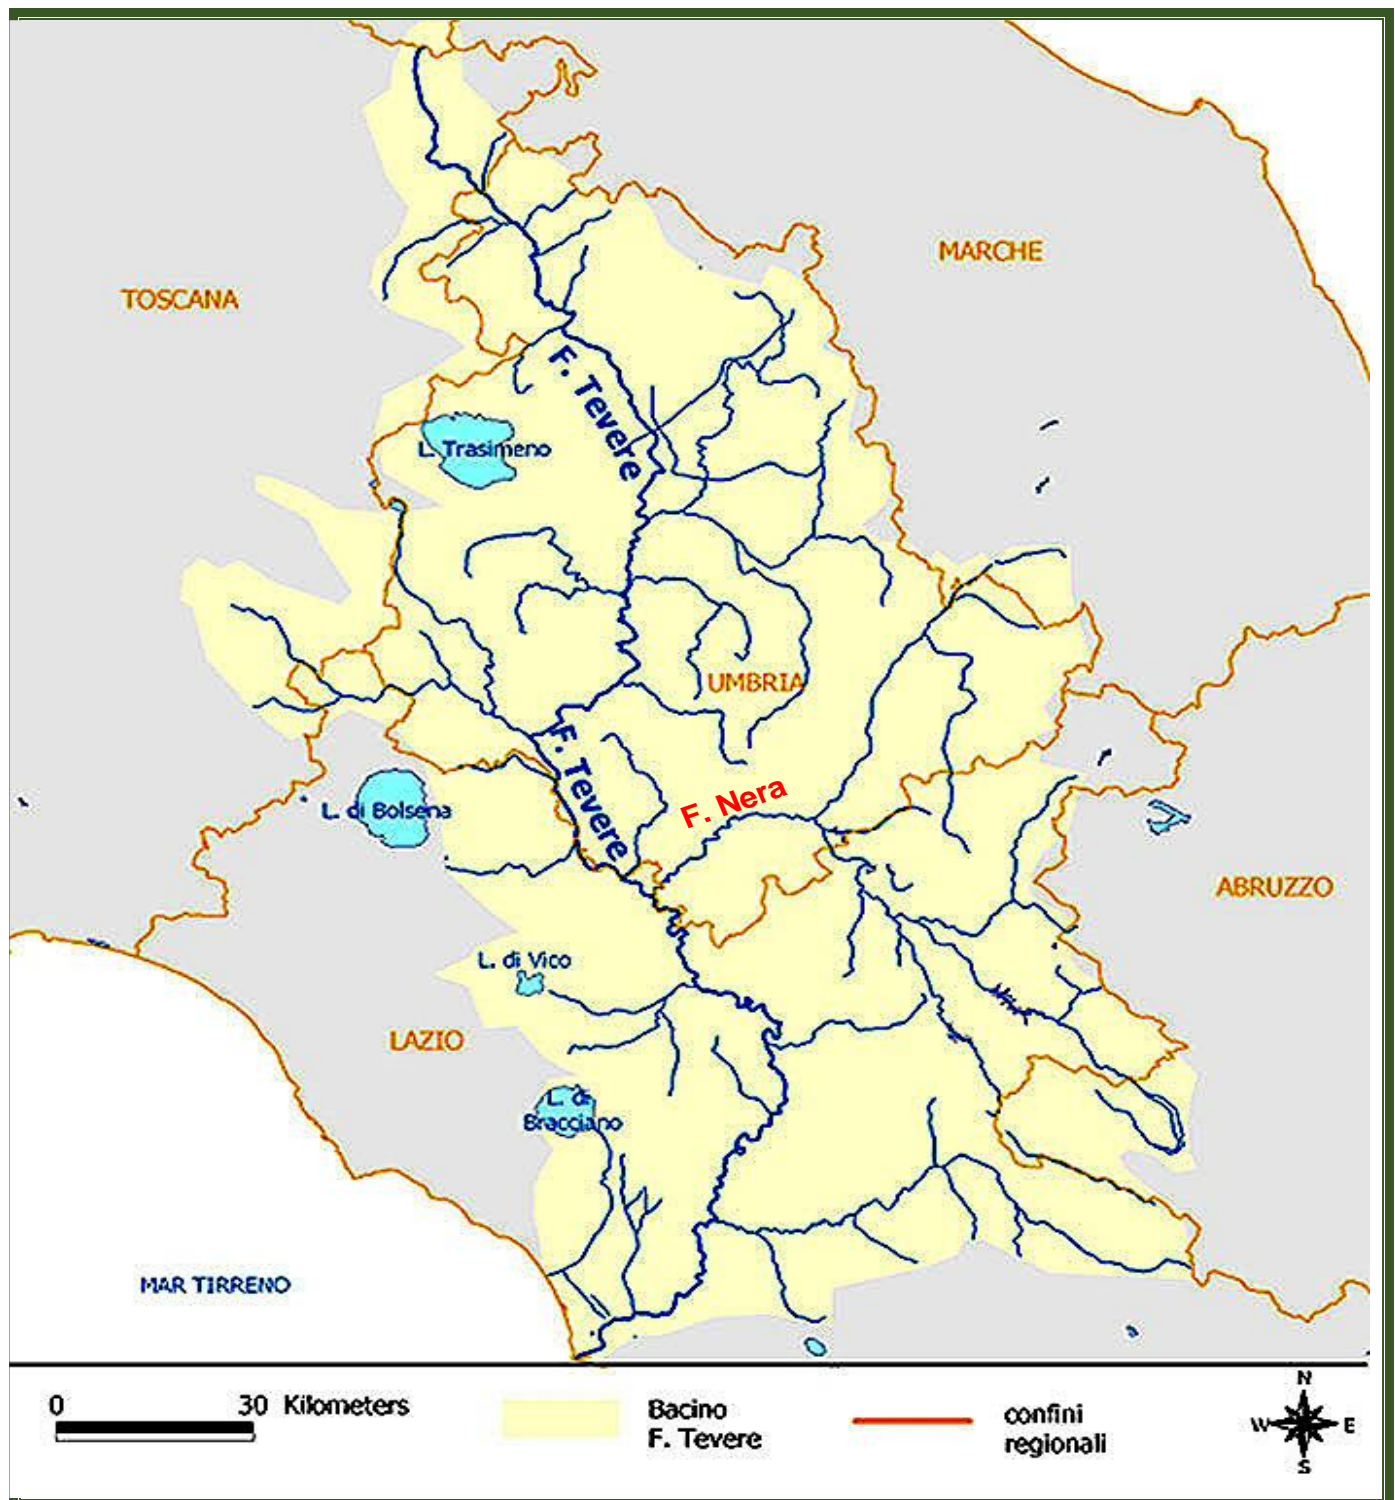 MARCHE
TOSCANA
F. Tevere
L. Trasimeno
UMBRIA
F. Tevere
F. Nera
L. di Bolsena
ABRUZZO
L. di Vico
LAZIO
L. di
Bracciano
MAR TIRRENO
0 30 Kilometers
Bacino
F. Tevere
confini
regionali
N
W E
S